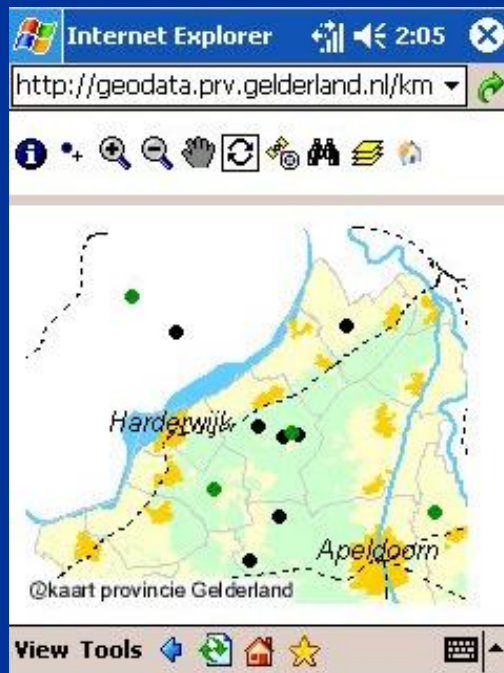 Internet Explorer 2:05
http://geodata.prv.gelderland.nl/km
Harderwijk
Apeldoorn
@kaart provincie Gelderland
View Tools